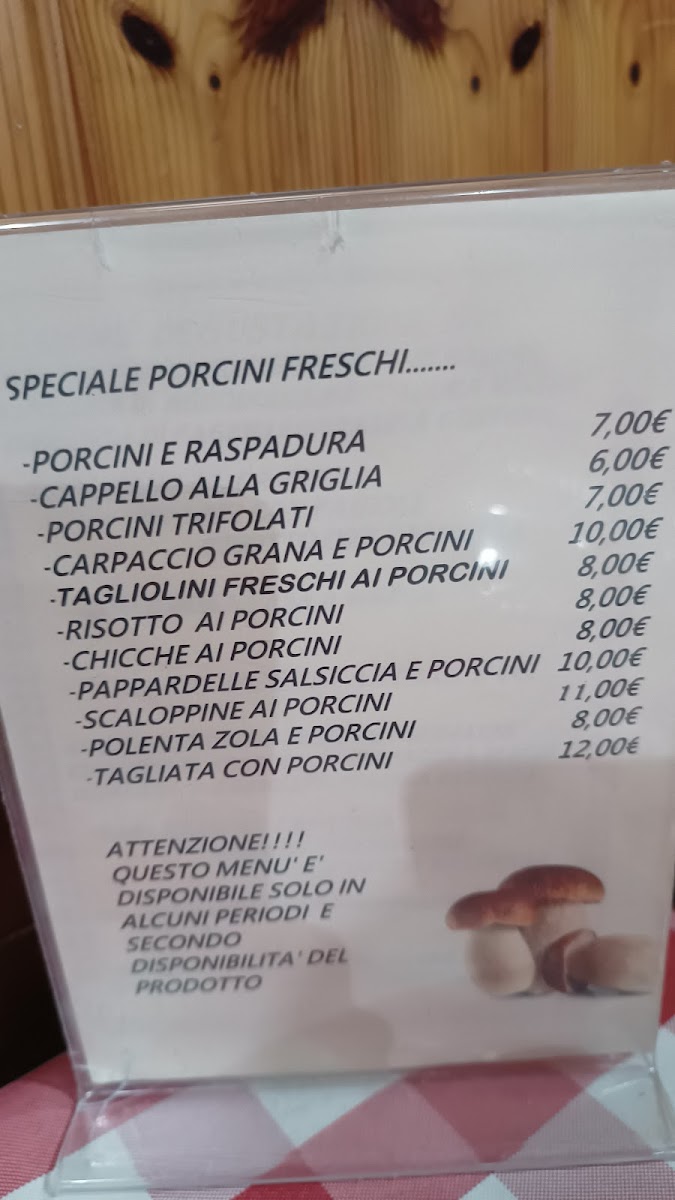 SPECIALE PORCINI FRESCHI.......
-PORCINI E RASPADURA 7,00€
-CAPPELLO ALLA GRIGLIA 6,00€
-PORCINI TRIFOLATI 7,00€
-CARPACCIO GRANA E PORCINI 10,00€
-TAGLIOLINI FRESCHI AI PORCINI 8,00€
-RISOTTO AI PORCINI 8,00€
-CHICCHE AI PORCINI 8,00€
-PAPPARDELLE SALSICCIA E PORCINI 10,00€
-SCALOPPINE AI PORCINI 11,00€
-POLENTA ZOLA E PORCINI 8,00€
-TAGLIATA CON PORCINI 12,00€
ATTENZIONE!!!!
QUESTO MENU' E'
DISPONIBILE SOLO IN
ALCUNI PERIODI E
SECONDO
DISPONIBILITA' DEL
PRODOTTO